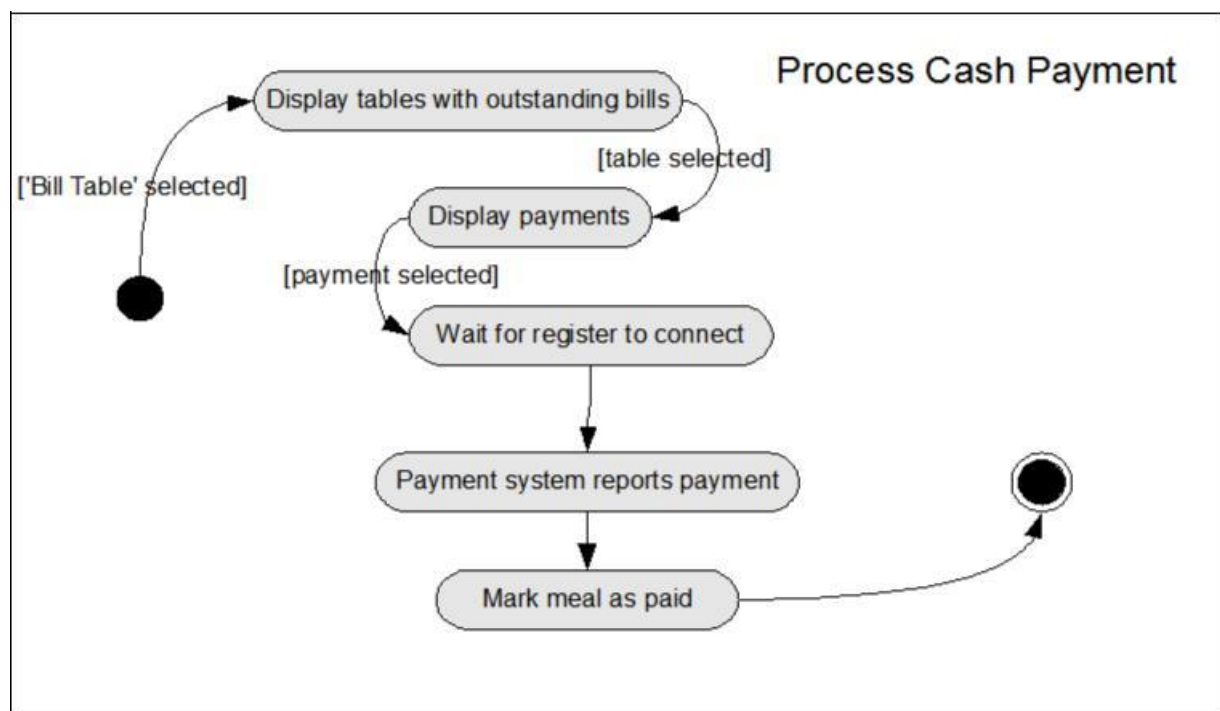 Process Cash Payment
Display tables with outstanding bills
[table selected]
['Bill Table' selected]
Display payments
[payment selected]
Wait for register to connect
Payment system reports payment
Mark meal as paid